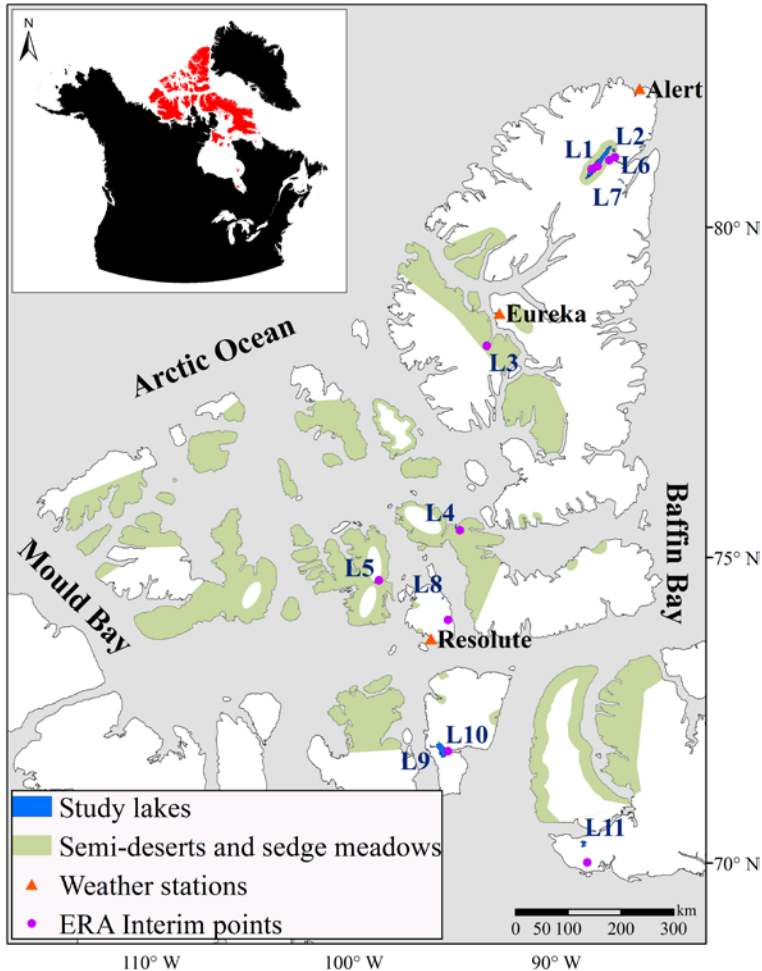 N
Alert
L2
L1
L6
L7
80° N
Eureka
Arctic Ocean
L3
L4
Baffin Bay
75° N
L5
L8
Mould Bay
Resolute
L10
L9
Study lakes
L11
Semi-deserts and sedge meadows
Weather stations
70° N
ERA Interim points
km
0 50 100 200 300
110° W 100° W 90° W